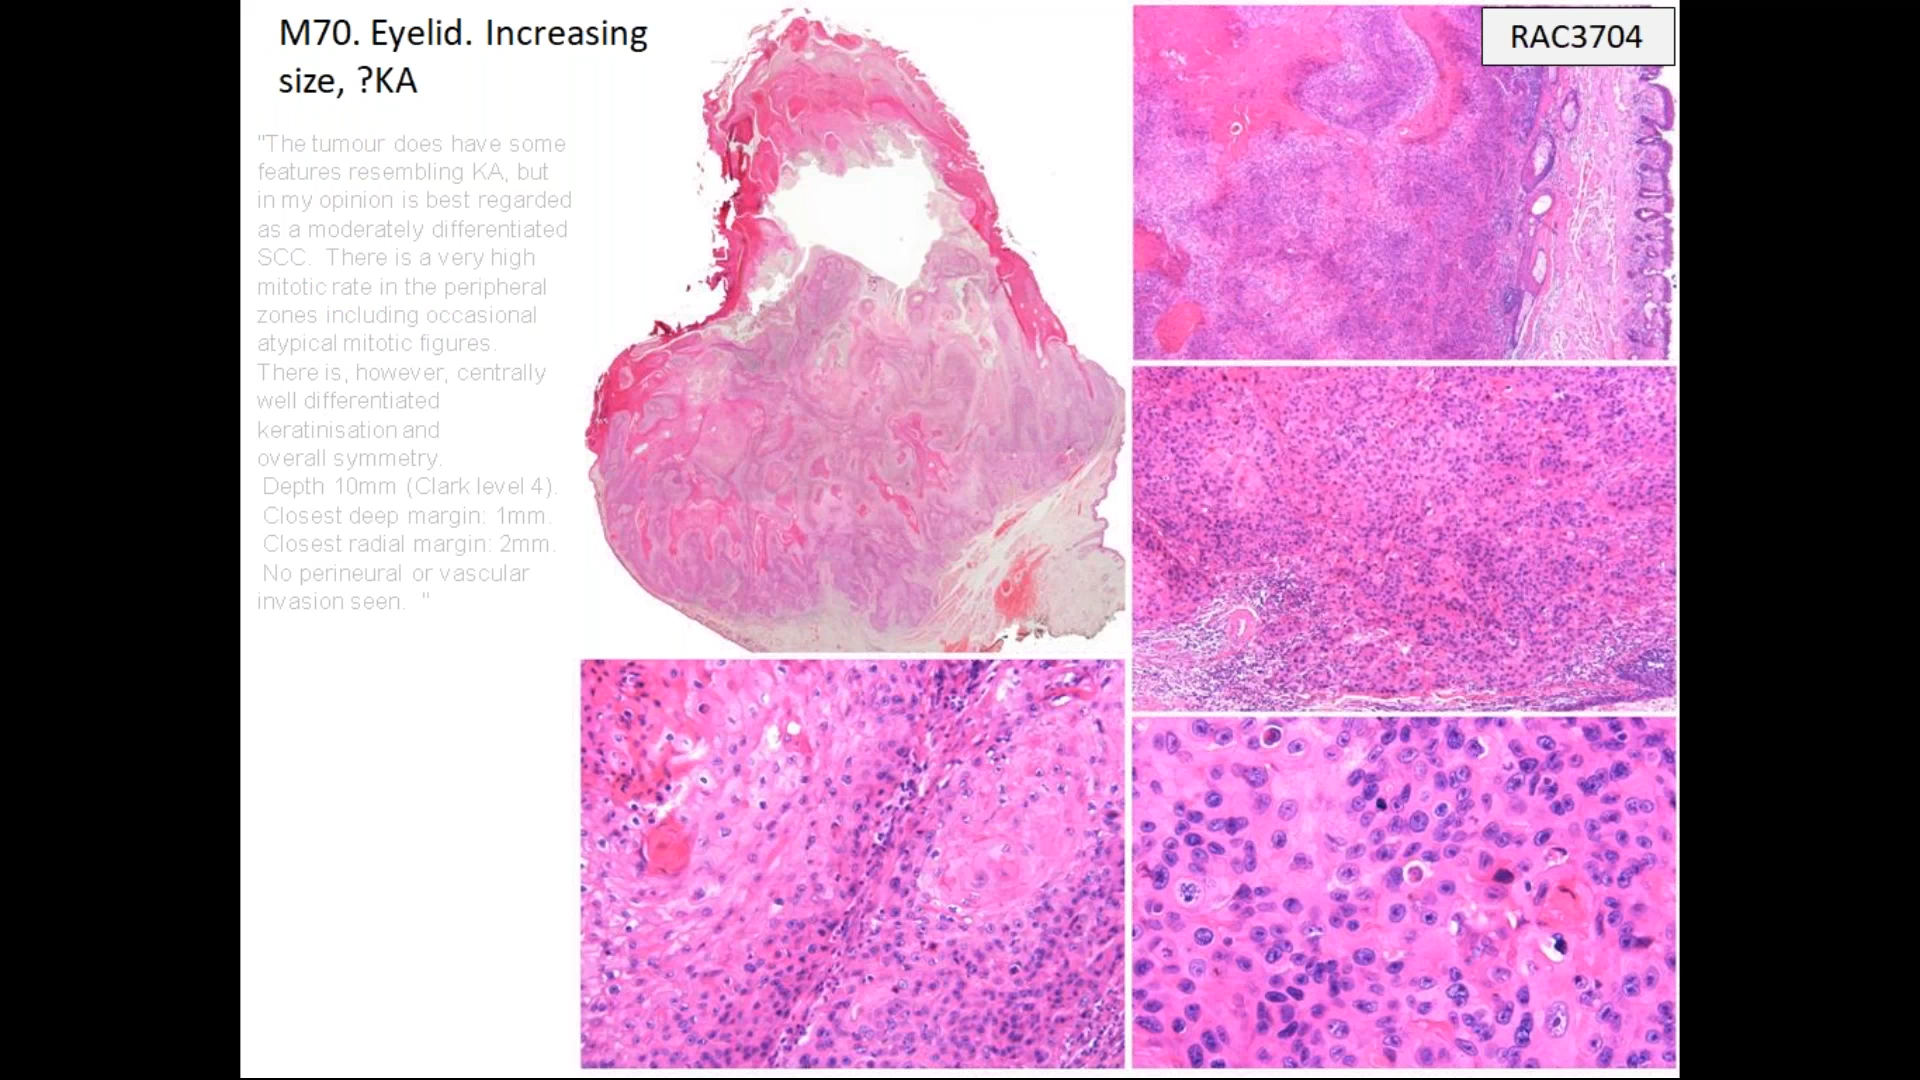 M70. Eyelid. Increasing
size, ?KA
RAC3704
"The tumour does have some
features resembling KA, but
in my opinion is best regarded
as a moderately differentiated
SCC.  There is a very high
mitotic rate in the peripheral
zones including occasional
atypical mitotic figures.
There is, however, centrally
well differentiated
keratinisation and
overall symmetry.
Depth 10mm (Clark level 4).
Closest deep margin: 1mm.
Closest radial margin: 2mm.
No perineural or vascular
invasion seen.  "